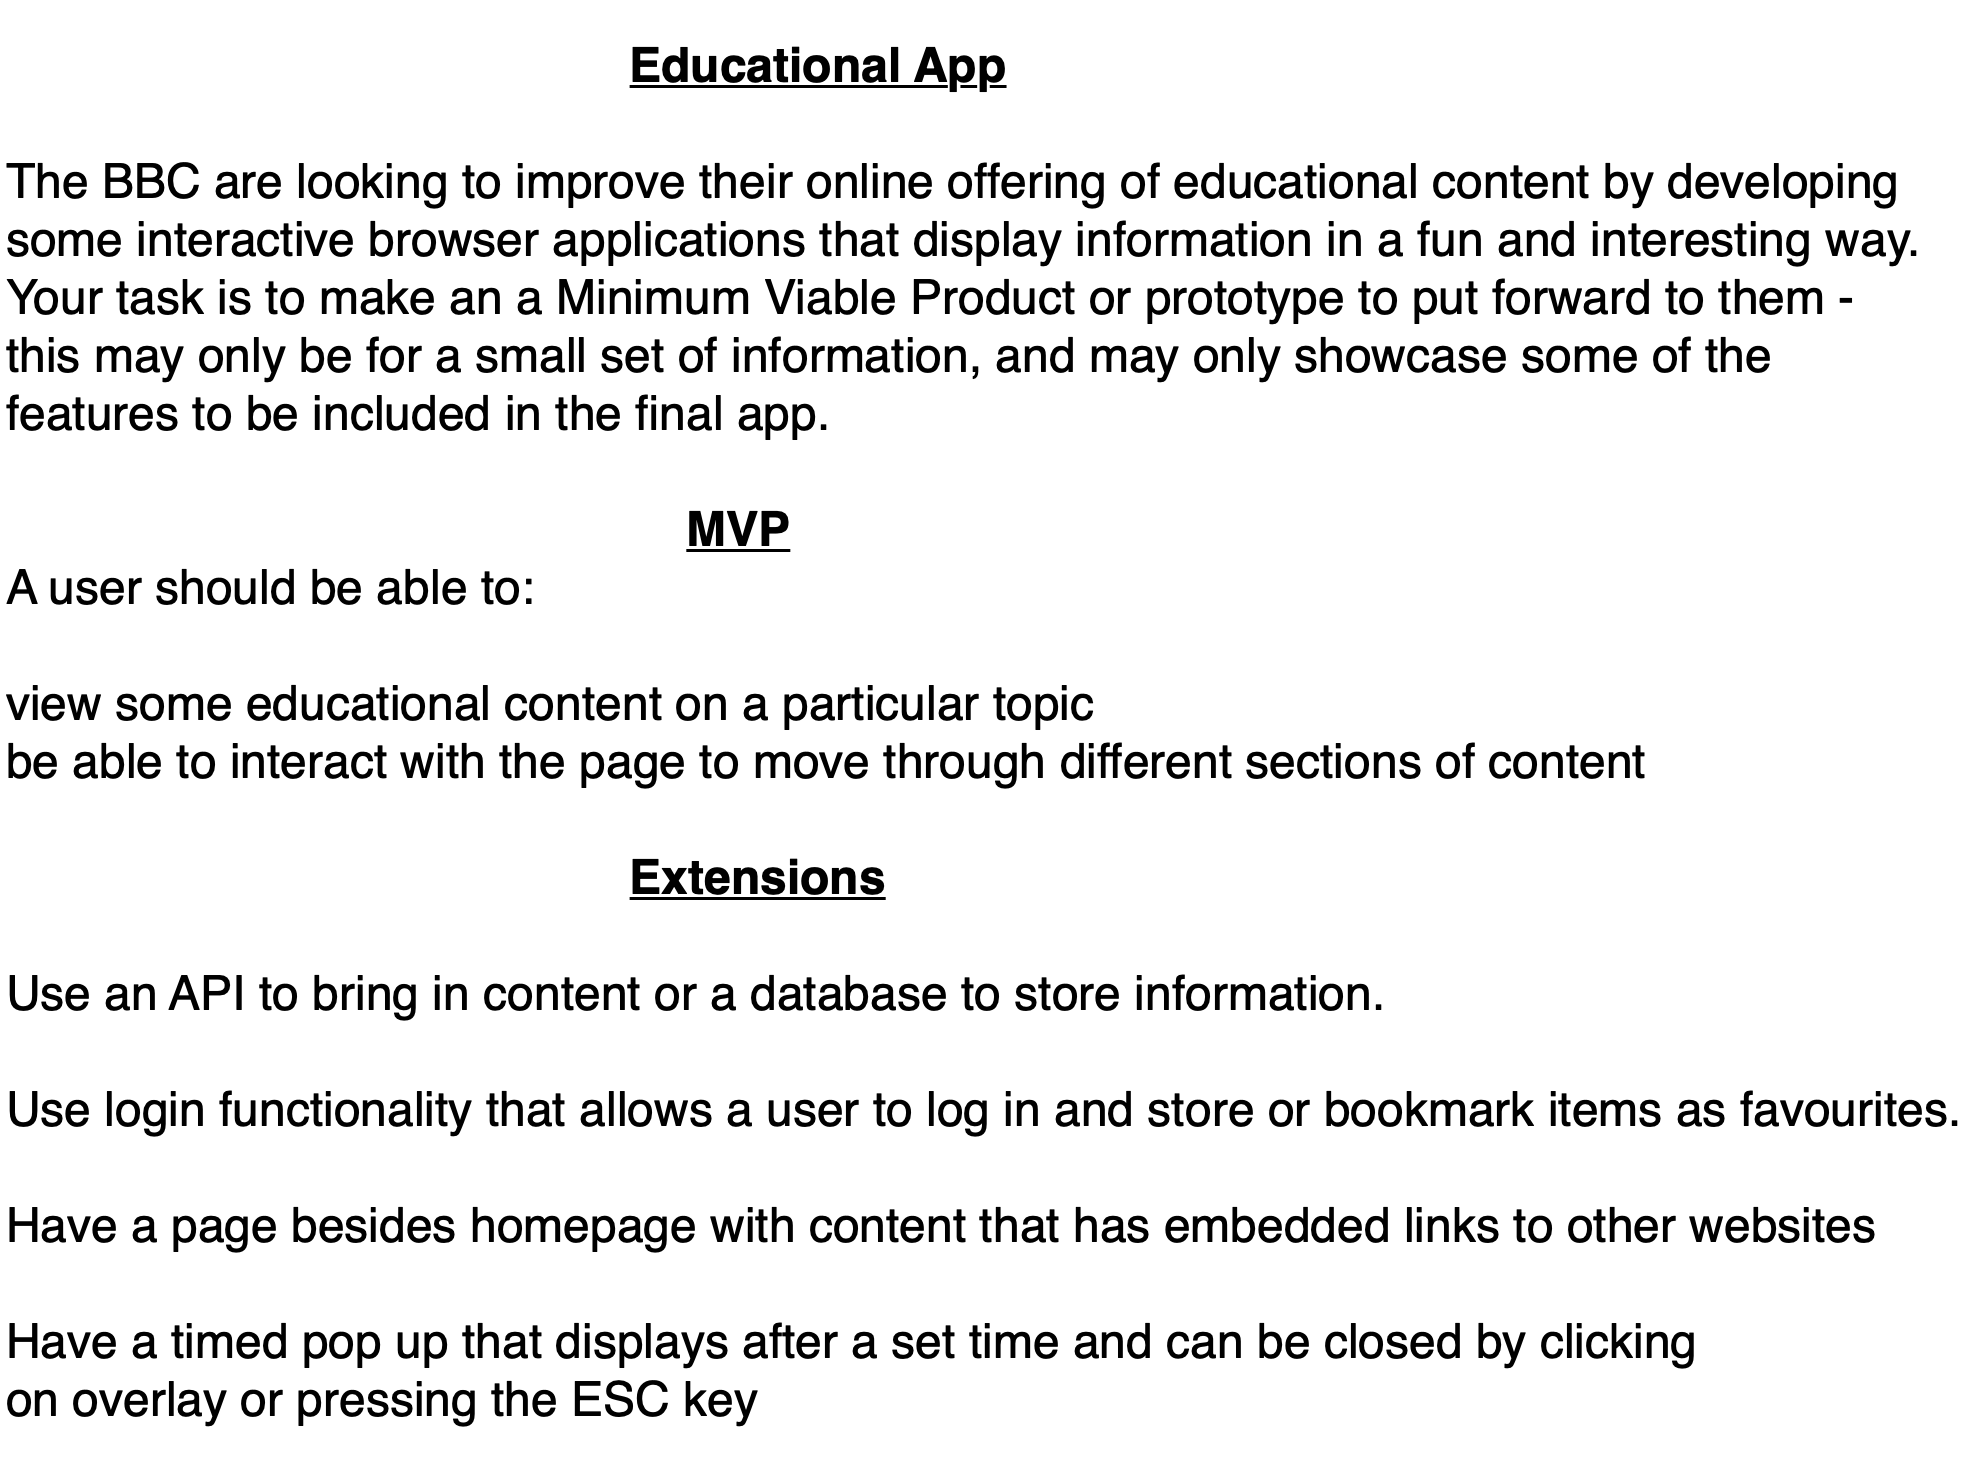 Educational App
The BBC are looking to improve their online offering of educational content by developing
some interactive browser applications that display information in a fun and interesting way.
Your task is to make an a Minimum Viable Product or prototype to put forward to them -
this may only be for a small set of information, and may only showcase some of the
features to be included in the final app.
MVP
A user should be able to:
view some educational content on a particular topic
be able to interact with the page to move through different sections of content
Extensions
Use an API to bring in content or a database to store information.
Use login functionality that allows a user to log in and store or bookmark items as favourites.
Have a page besides homepage with content that has embedded links to other websites
Have a timed pop up that displays after a set time and can be closed by clicking
on overlay or pressing the ESC key